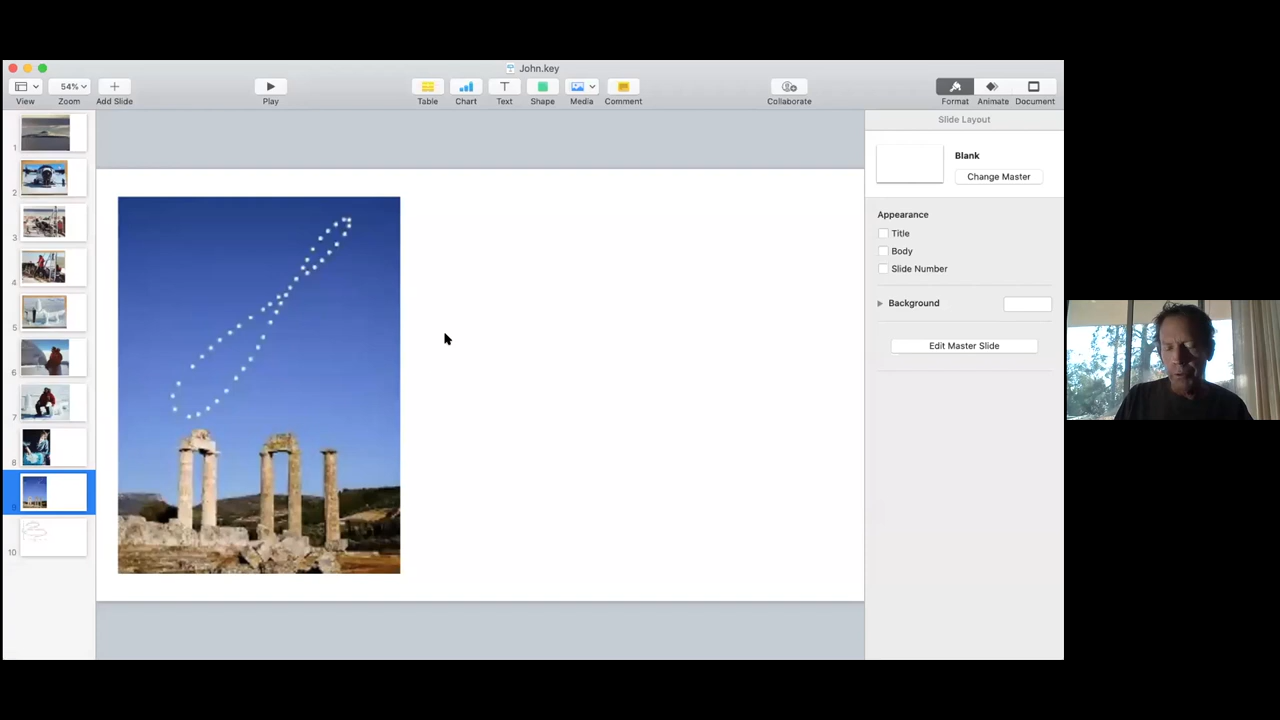 John.key
View
54%
Zoom
Add Slide
Play
Table
Chart
Text
Shape
Media
Comment
Collaborate
Format
Animate
Document
Slide Layout
Blank
Change Master
Appearance
Title
Body
Slide Number
Background
Edit Master Slide
1
2
3
4
5
6
7
8
9
10